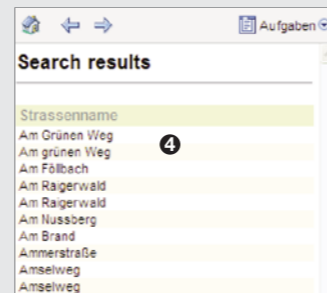 Aufgaben
Search results
Strassenname
Am Grünen Weg
Am grünen Weg
4
Am Föllbach
Am Raigerwald
Am Raigerwald
Am Nussberg
Am Brand
Ammerstraße
Amselweg
Amselweg